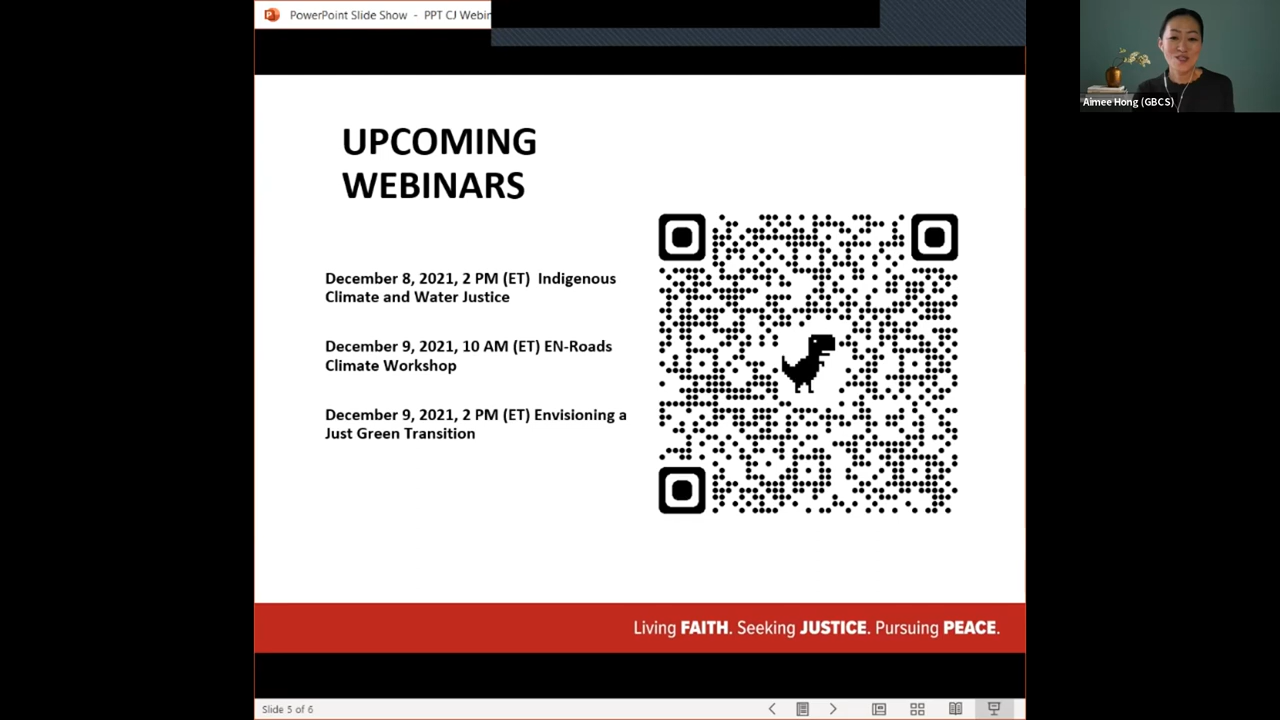 PowerPoint Slide Show - PPT CJ Webin
Aimee Hong (GBCS)
UPCOMING
WEBINARS
December 8, 2021, 2 PM (ET) Indigenous
Climate and Water Justice
December 9, 2021, 10 AM (ET) EN-Roads
Climate Workshop
December 9, 2021, 2 PM (ET) Envisioning a
Just Green Transition
Living FAITH. Seeking JUSTICE. Pursuing PEACE.
Slide 5 of 6